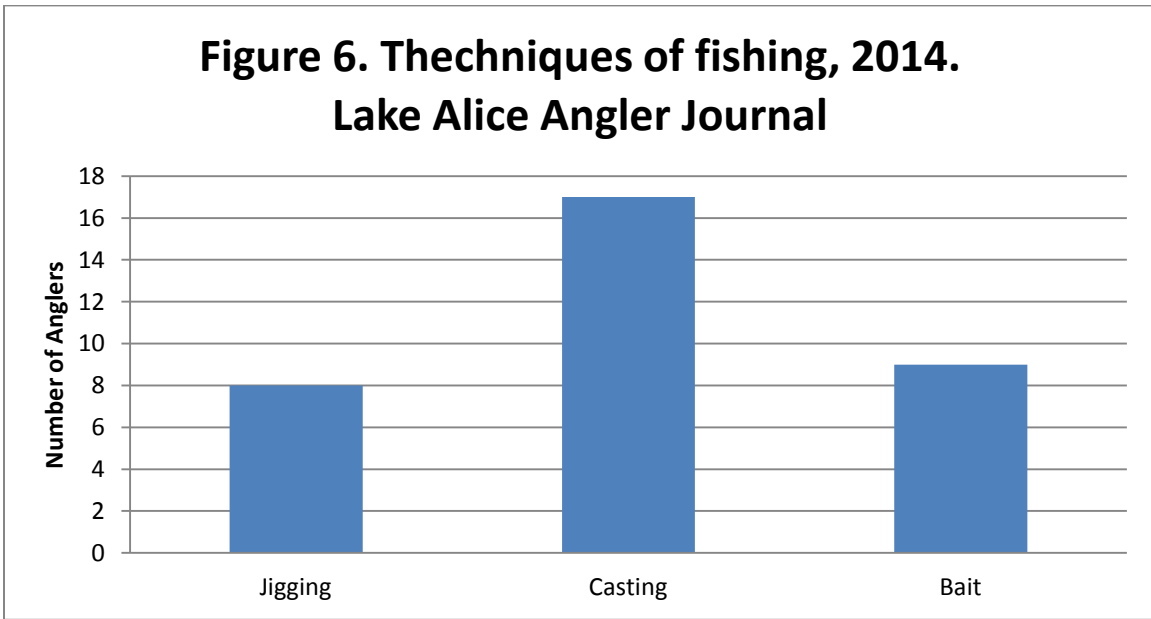 Figure 6. Thechniques of fishing, 2014.
Lake Alice Angler Journal
Number of Anglers
18
16
14
12
10
8
6
4
2
0
Jigging
Casting
Bait